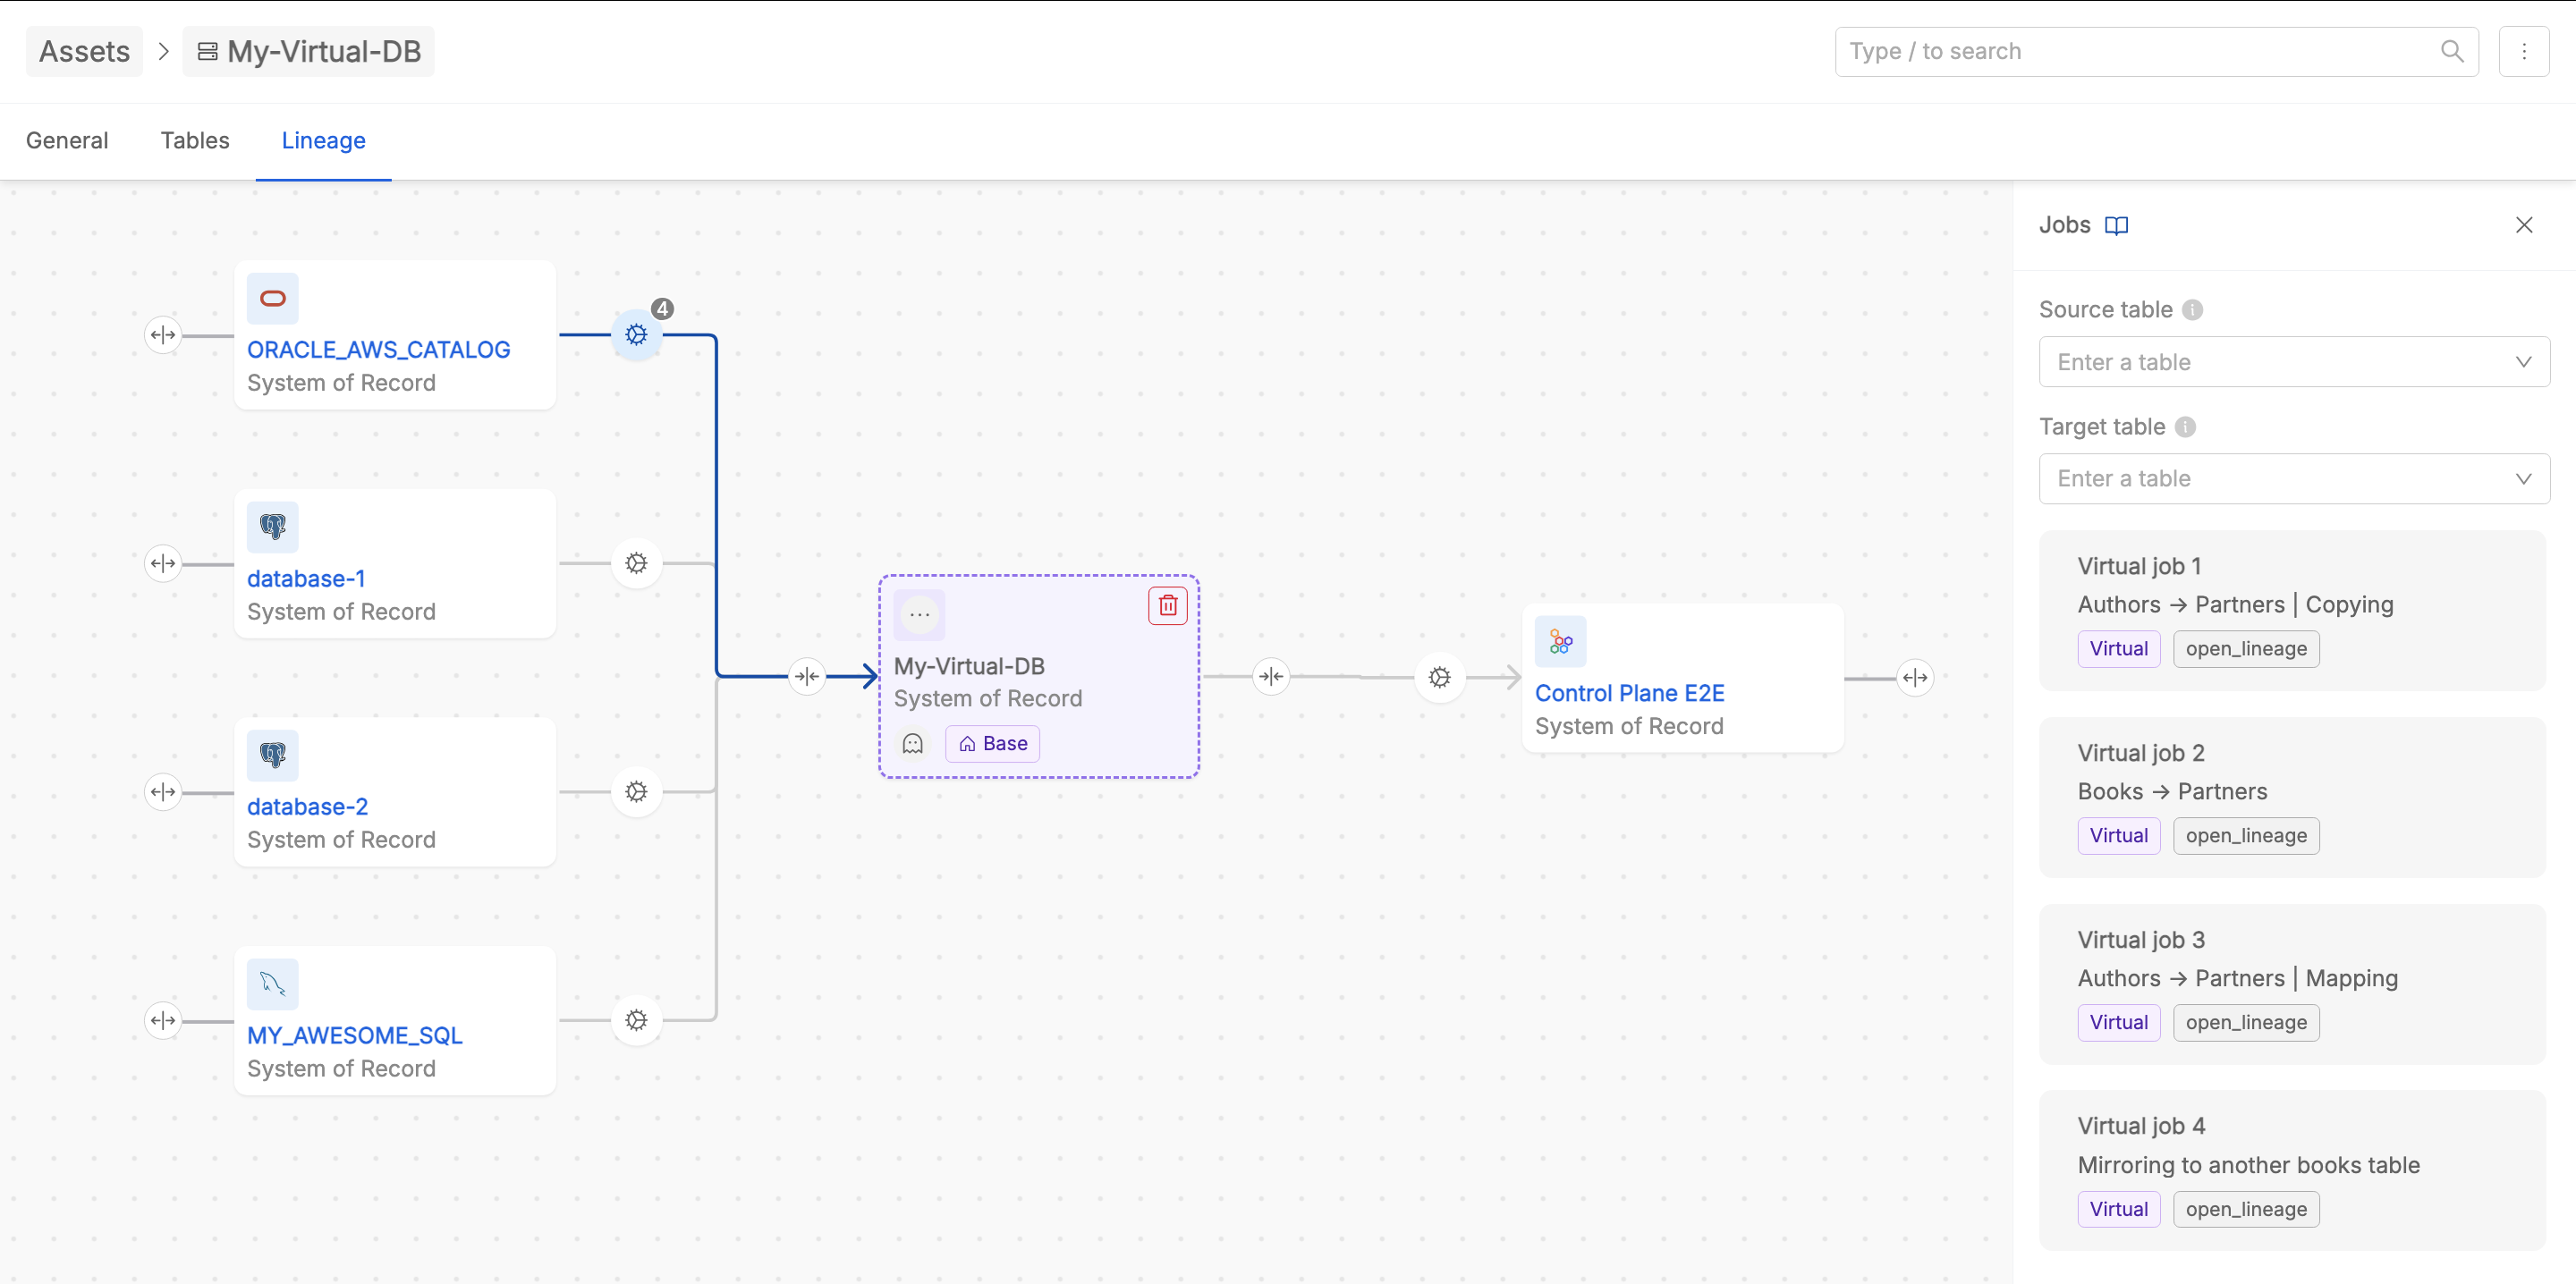 Assets > My-Virtual-DB
Type / to search
General
Tables
Lineage
ORACLE_AWS_CATALOG
System of Record
4
database-1
System of Record
database-2
System of Record
MY_AWESOME_SQL
System of Record
My-Virtual-DB
System of Record
Base
Control Plane E2E
System of Record
Jobs
Source table
Enter a table
Target table
Enter a table
Virtual job 1
Authors → Partners | Copying
Virtual open_lineage
Virtual job 2
Books → Partners
Virtual open_lineage
Virtual job 3
Authors → Partners | Mapping
Virtual open_lineage
Virtual job 4
Mirroring to another books table
Virtual open_lineage